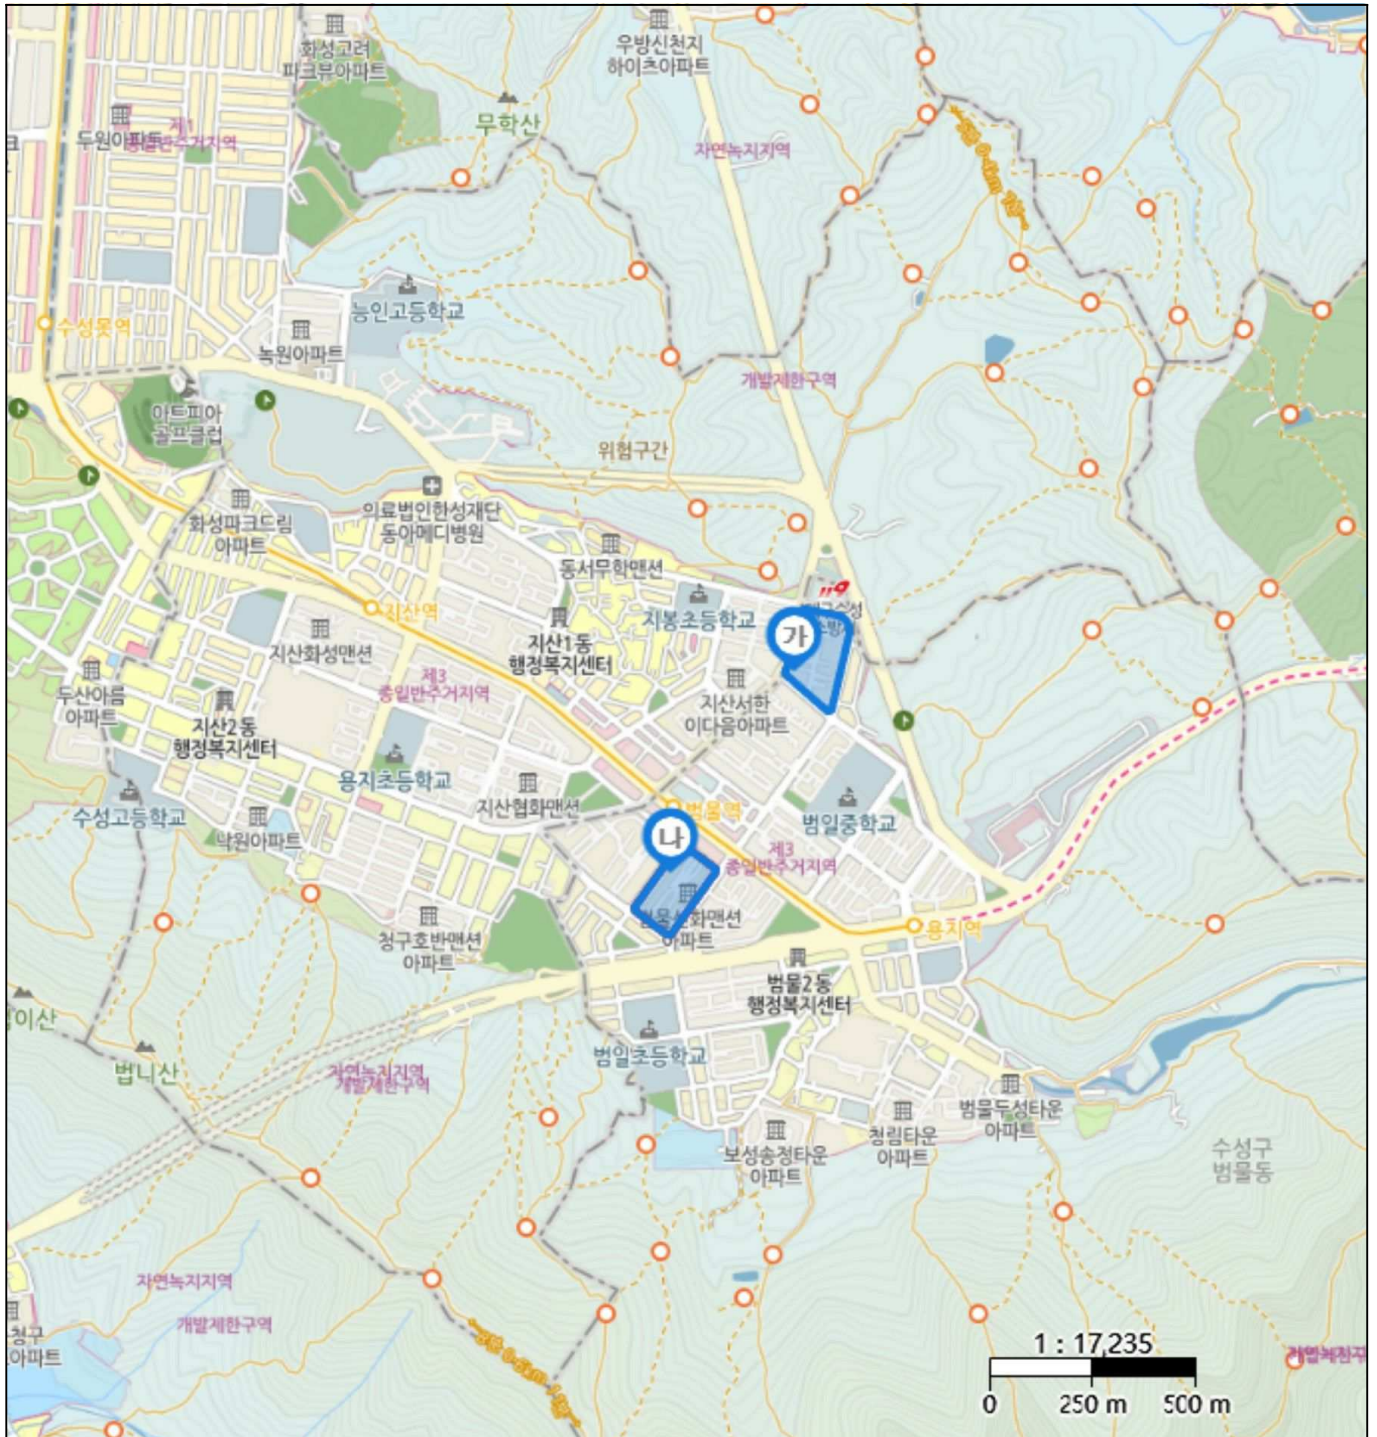 화성고려
파크뷰아파트
우방신천지
하이츠아파트
무학산
두원아파트
제1
종일반주거지역
자연녹지지역
능인고등학교
수성못역
녹원아파트
개발제한구역
아트피아
골프클럽
위험구간
의료법인한성재단
동아메디병원
화성파크드림
아파트
동서무학맨션
119
지산역
지봉초등학교
가
지산1동
행정복지센터
지산화성맨션
제3
종일반주거지역
두산아름
아파트
지산서한
이다음아파트
지산2동
행정복지센터
용지초등학교
지산협화맨션
수성고등학교
범물역
범일중학교
낙원아파트
나
제3
종일반주거지역
청구호반맨션
아파트
맨션
아파트
용지역
범물2동
행정복지센터
법니산
범일초등학교
자연녹지지역
개발제한구역
범물두성타운
아파트
청림타운
아파트
보성송정타운
아파트
수성구
범물동
자연녹지지역
개발제한구역
청구
아파트
1 : 17,235
0 250 m 500 m